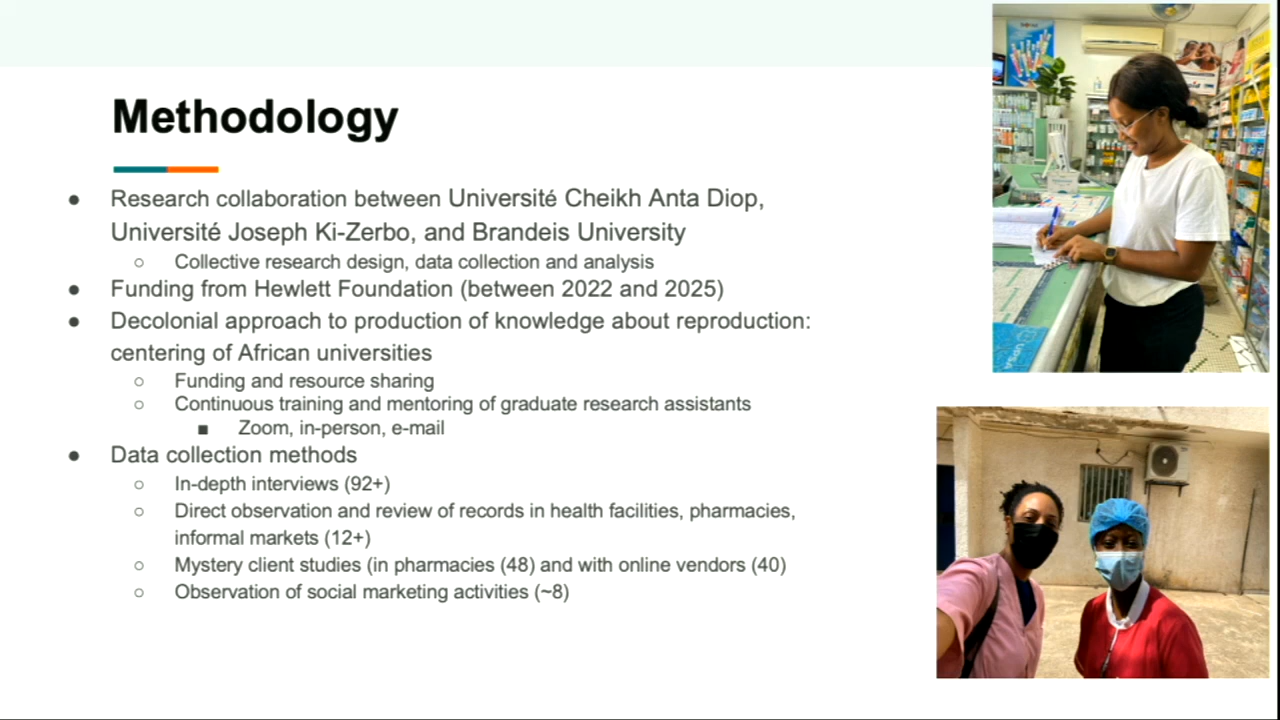 Methodology
● Research collaboration between Université Cheikh Anta Diop,
Université Joseph Ki-Zerbo, and Brandeis University
○ Collective research design, data collection and analysis
● Funding from Hewlett Foundation (between 2022 and 2025)
● Decolonial approach to production of knowledge about reproduction:
centering of African universities
○ Funding and resource sharing
○ Continuous training and mentoring of graduate research assistants
■ Zoom, in-person, e-mail
● Data collection methods
○ In-depth interviews (92+)
○ Direct observation and review of records in health facilities, pharmacies,
informal markets (12+)
○ Mystery client studies (in pharmacies (48) and with online vendors (40)
○ Observation of social marketing activities (~8)
UPSA